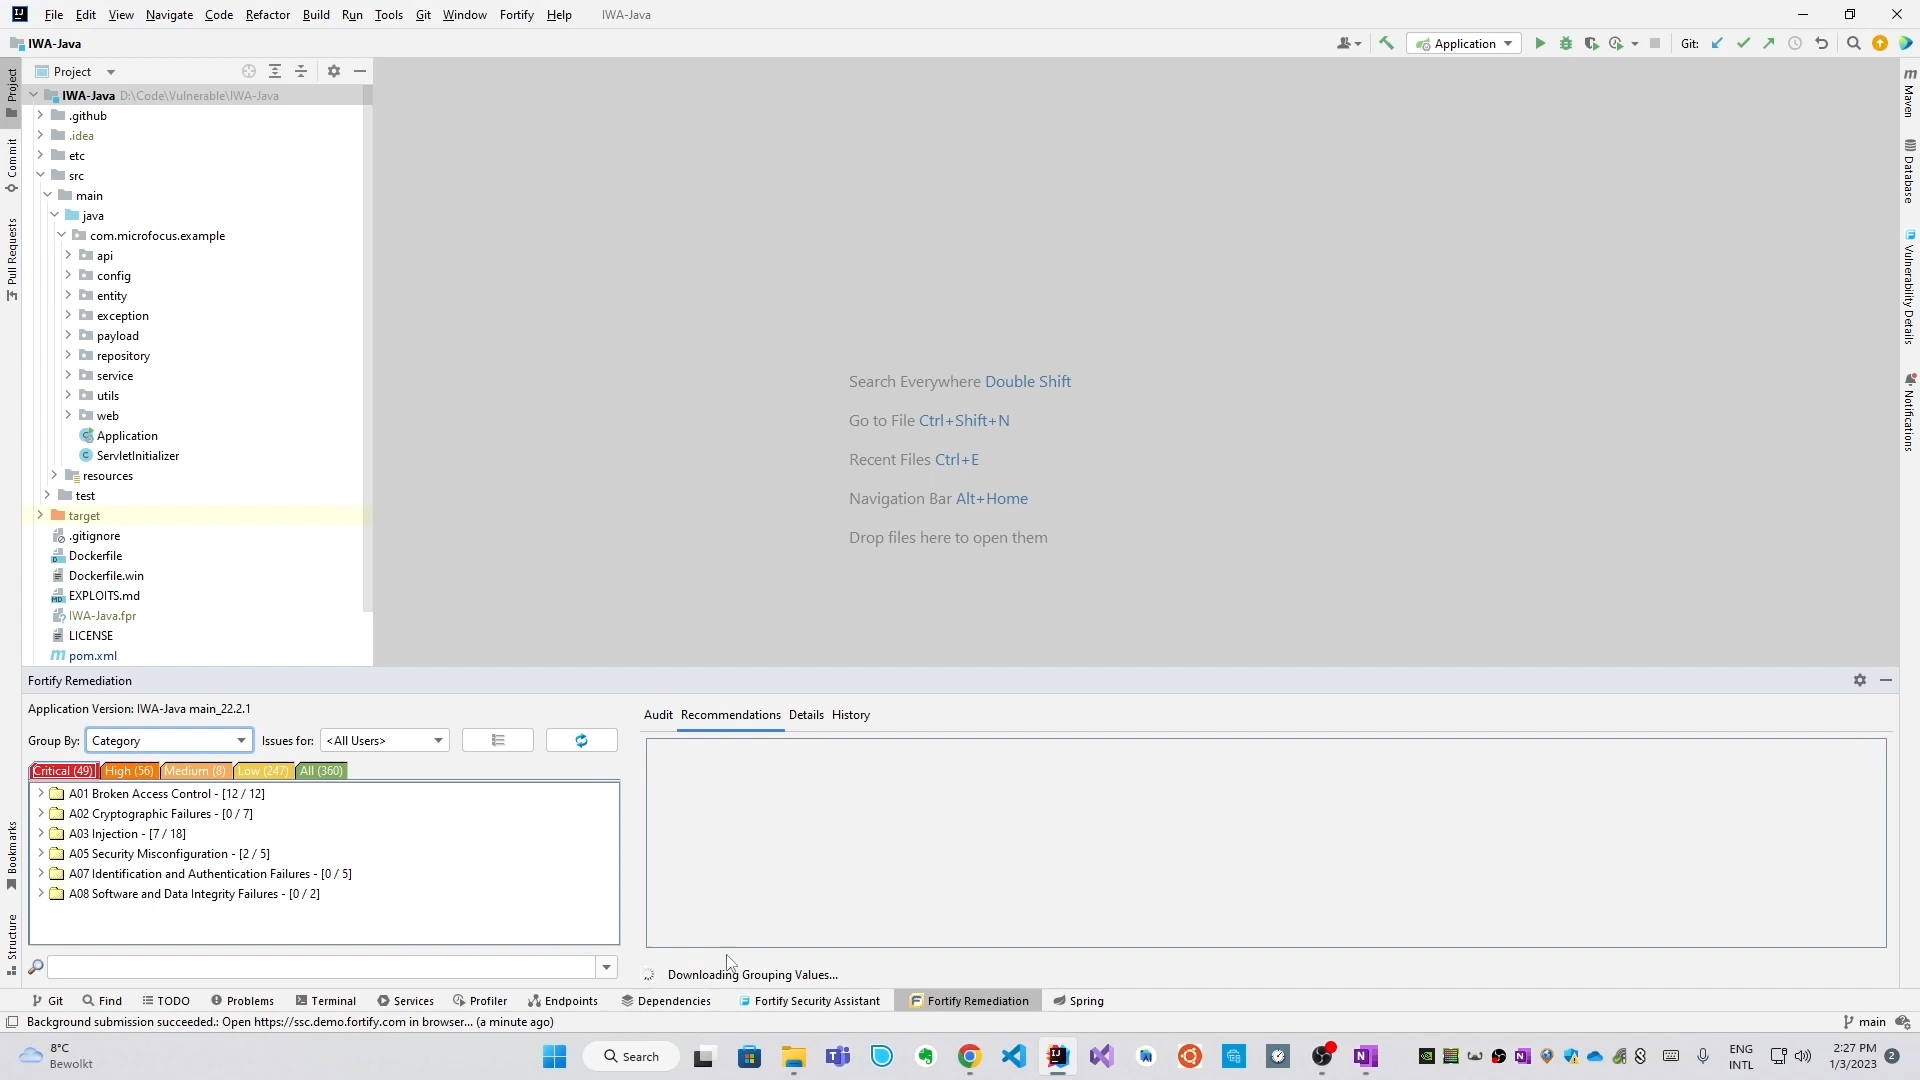 File Edit View Navigate Code Refactor Build Run Tools Git Window Fortify Help IWA-Java
IWA-Java
Application
Git:
Project
IWA-Java D:\Code\Vulnerable\IWA-Java
.github
.idea
etc
src
main
java
com.microfocus.example
api
config
entity
exception
payload
repository
service
utils
web
Application
ServletInitializer
resources
test
target
.gitignore
Dockerfile
Dockerfile.win
EXPLOITS.md
IWA-Java.fpr
LICENSE
pom.xml
Project
Commit
Pull Requests
Bookmarks
Structure
Search Everywhere Double Shift
Go to File Ctrl+Shift+N
Recent Files Ctrl+E
Navigation Bar Alt+Home
Drop files here to open them
Maven
Database
Vulnerability Details
Notifications
Fortify Remediation
Application Version: IWA-Java main_22.2.1
Group By: Category Issues for: <All Users>
Critical (49) High (56) Medium (8) Low (247) All (360)
A01 Broken Access Control - [12 / 12]
A02 Cryptographic Failures - [0 / 7]
A03 Injection - [7 / 18]
A05 Security Misconfiguration - [2 / 5]
A07 Identification and Authentication Failures - [0 / 5]
A08 Software and Data Integrity Failures - [0 / 2]
Audit Recommendations Details History
Downloading Grouping Values...
Git Find TODO Problems Terminal Services Profiler Endpoints Dependencies Fortify Security Assistant Fortify Remediation Spring
Background submission succeeded.: Open https://ssc.demo.fortify.com in browser... (a minute ago)
main
8°C
Bewolkt
Search
ENG
INTL
2:27 PM
1/3/2023
2